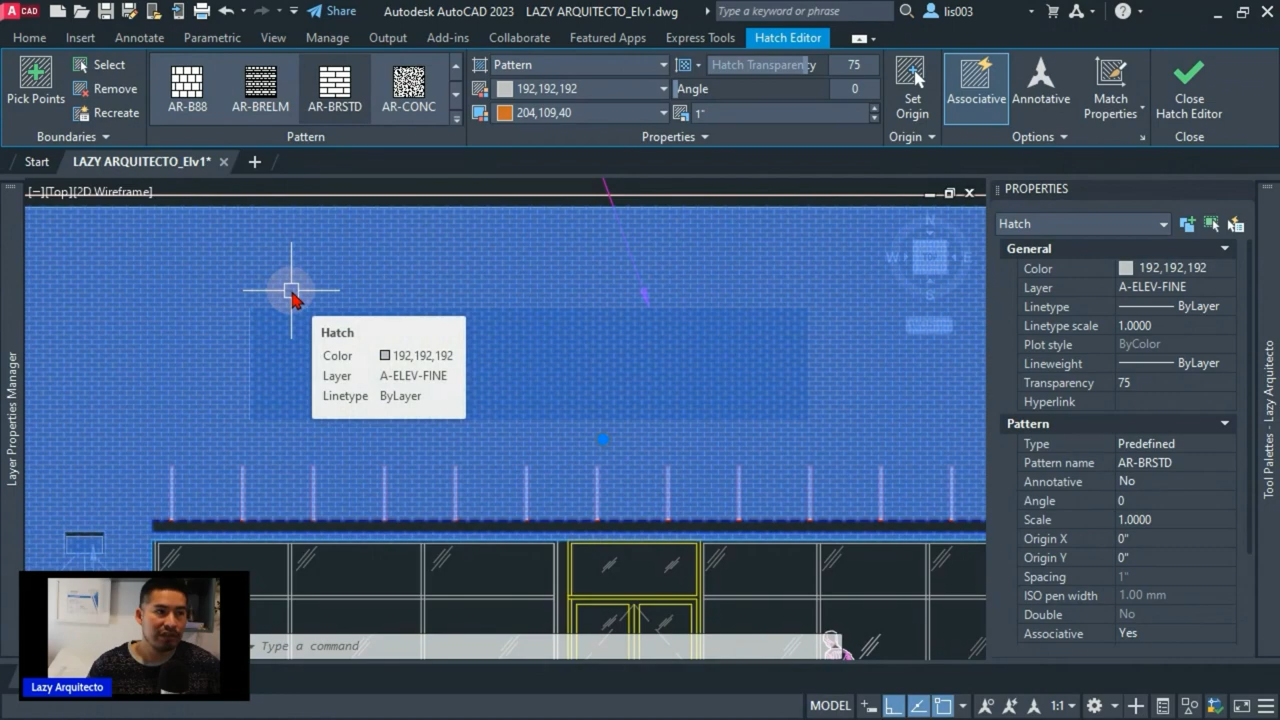 A CAD
Share
Autodesk AutoCAD 2023 LAZY ARQUITECTO_Elv1.dwg
Type a keyword or phrase
lis003
Home Insert Annotate Parametric View Manage Output Add-ins Collaborate Featured Apps Express Tools Hatch Editor
Pick Points
Select
Remove
Recreate
Boundaries
AR-B88 AR-BRELM AR-BRSTD AR-CONC
Pattern
Pattern
192,192,192
204,109,40
Hatch Transparency 75
Angle 0
1"
Properties
Set
Origin
Origin
Associative Annotative Match
Properties
Options
Close
Hatch Editor
Close
Start LAZY ARQUITECTO_Elv1*
[−][Top][2D Wireframe]
N
W E
S
Hatch
Color 192,192,192
Layer A-ELEV-FINE
Linetype ByLayer
PROPERTIES
Hatch
General
Color 192,192,192
Layer A-ELEV-FINE
Linetype ByLayer
Linetype scale 1.0000
Plot style ByColor
Lineweight ByLayer
Transparency 75
Hyperlink
Pattern
Type Predefined
Pattern name AR-BRSTD
Annotative No
Angle 0
Scale 1.0000
Origin X 0"
Origin Y 0"
Spacing 1"
ISO pen width 1.00 mm
Double No
Associative Yes
Layer Properties Manager
Tool Palettes - Lazy Arquitecto
Type a command
Lazy Arquitecto
MODEL 1:1